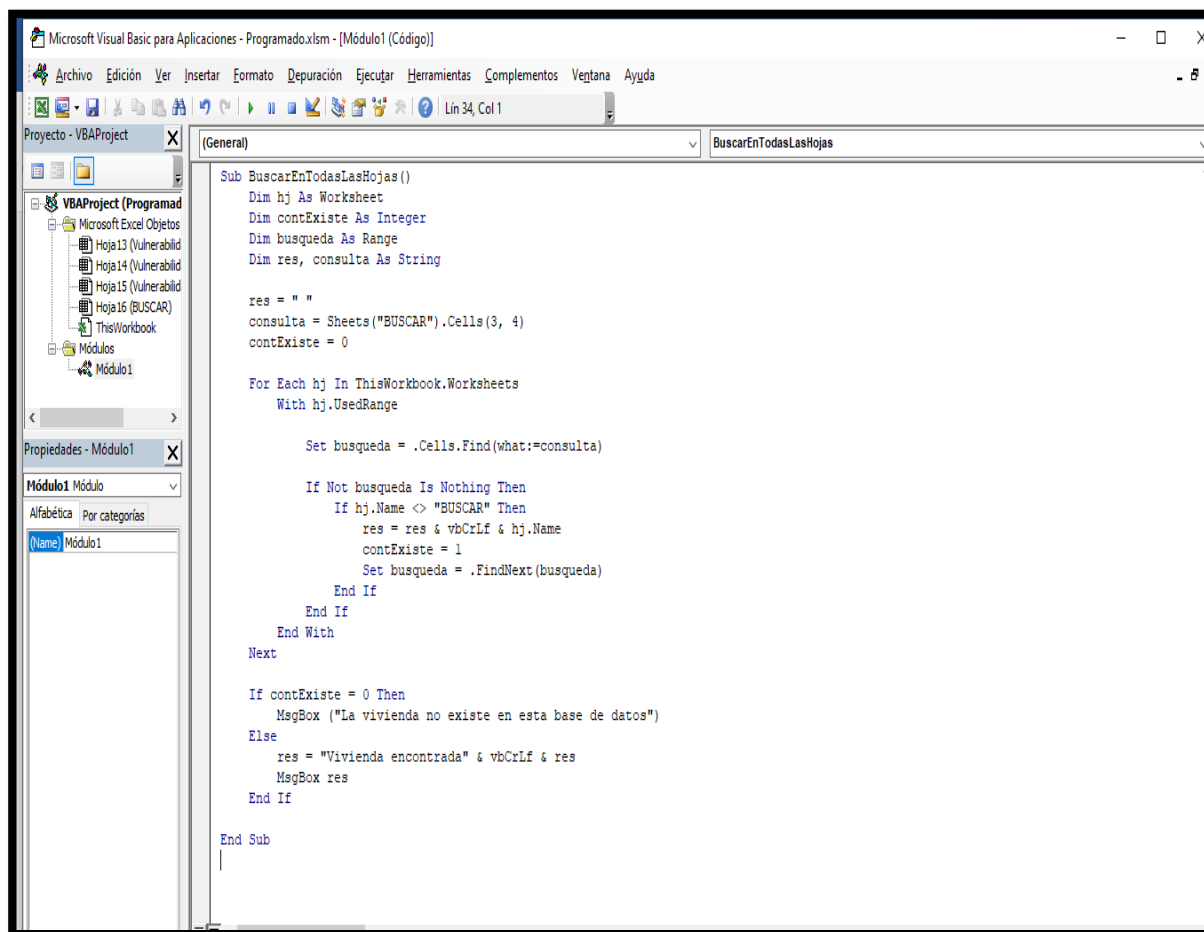 Microsoft Visual Basic para Aplicaciones - Programado.xlsm - [Módulo1 (Código)]
Archivo Edición Ver Insertar Formato Depuración Ejecutar Herramientas Complementos Ventana Ayuda
Lín 34, Col 1
Proyecto - VBAProject
(General) BuscarEnTodasLasHojas
VBAProject (Programad
Microsoft Excel Objetos
Hoja13 (Vulnerabilid
Hoja14 (Vulnerabilid
Hoja15 (Vulnerabilid
Hoja16 (BUSCAR)
ThisWorkbook
Módulos
Módulo1
Propiedades - Módulo1
Módulo1 Módulo
Alfabética Por categorías
(Name) Módulo1
Sub BuscarEnTodasLasHojas()
    Dim hj As Worksheet
    Dim contExiste As Integer
    Dim busqueda As Range
    Dim res, consulta As String

    res = " "
    consulta = Sheets("BUSCAR").Cells(3, 4)
    contExiste = 0

    For Each hj In ThisWorkbook.Worksheets
        With hj.UsedRange

            Set busqueda = .Cells.Find(what:=consulta)

            If Not busqueda Is Nothing Then
                If hj.Name <> "BUSCAR" Then
                    res = res & vbCrLf & hj.Name
                    contExiste = 1
                    Set busqueda = .FindNext(busqueda)
                End If
            End If
        End With
    Next

    If contExiste = 0 Then
        MsgBox ("La vivienda no existe en esta base de datos")
    Else
        res = "Vivienda encontrada" & vbCrLf & res
        MsgBox res
    End If

End Sub